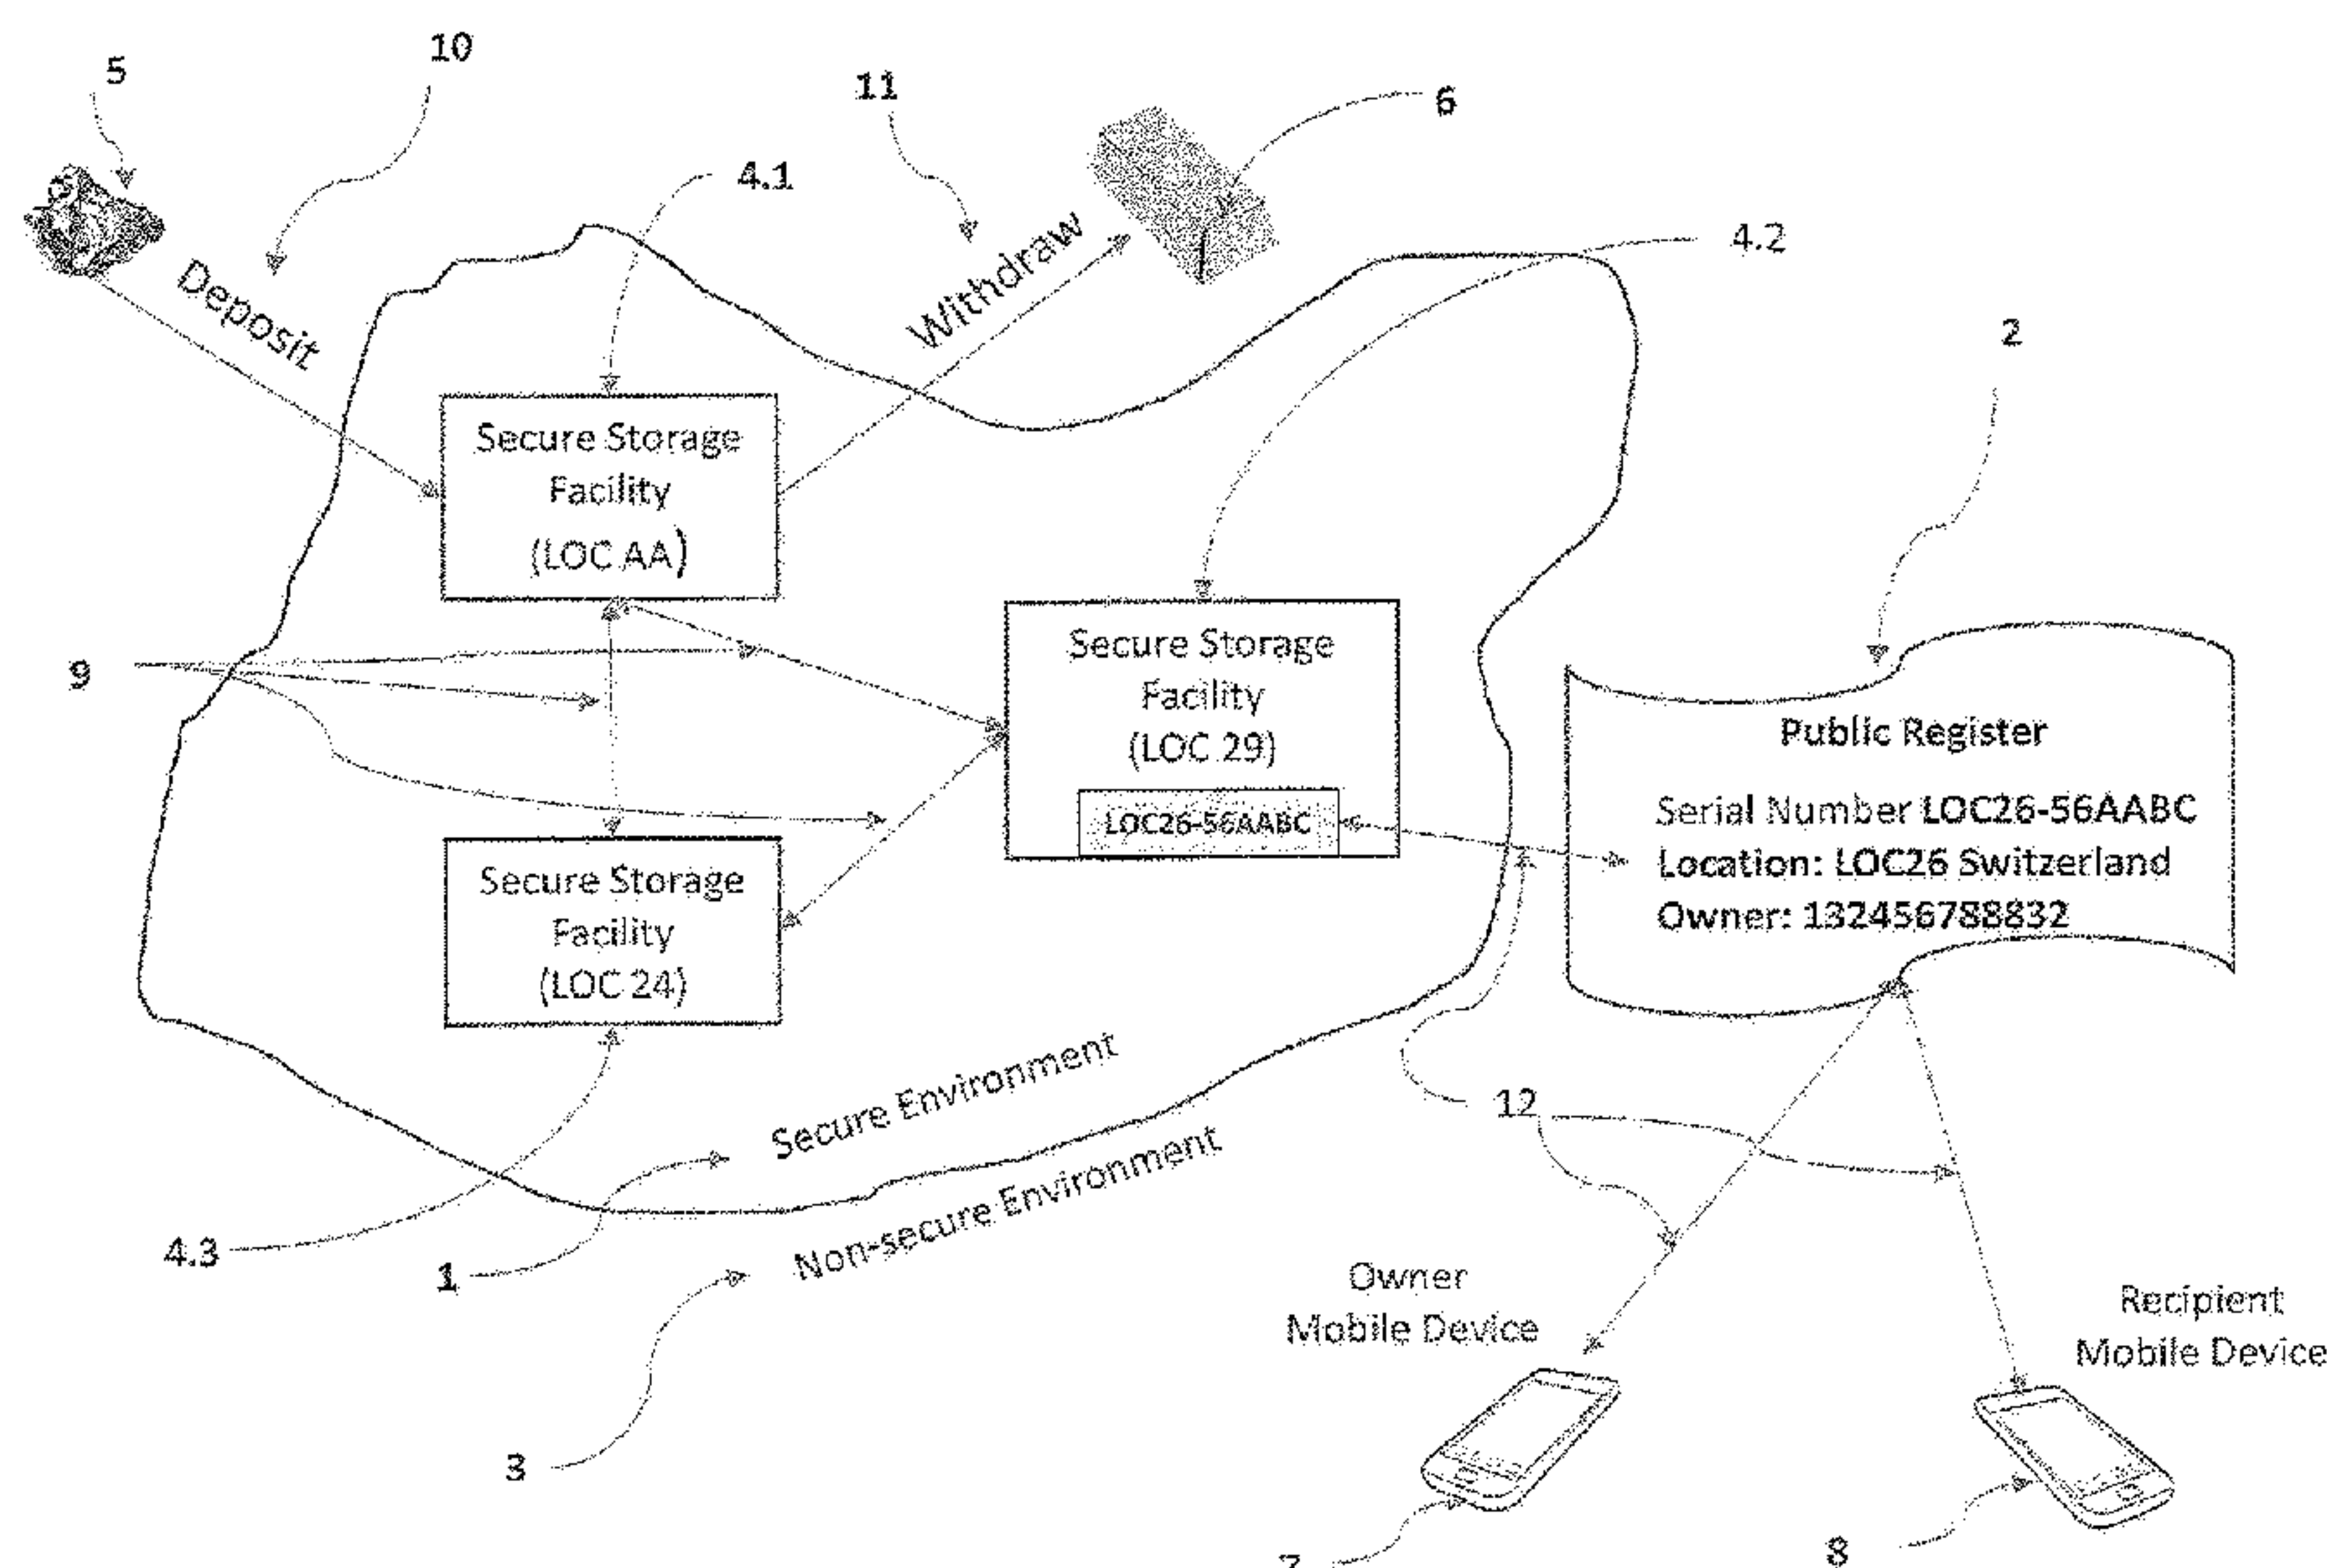 10
5
11
6
4.1
4.2
Deposit
Withdraw
2
Secure Storage
Facility
(LOC AA)
9
Secure Storage
Facility
(LOC 29)
LOC26-56AABC
Public Register
Serial Number LOC26-56AABC
Location: LOC26 Switzerland
Owner: 132456788832
Secure Storage
Facility
(LOC 24)
12
Secure Environment
Non-secure Environment
4.3
1
3
Owner
Mobile Device
Recipient
Mobile Device
7
8